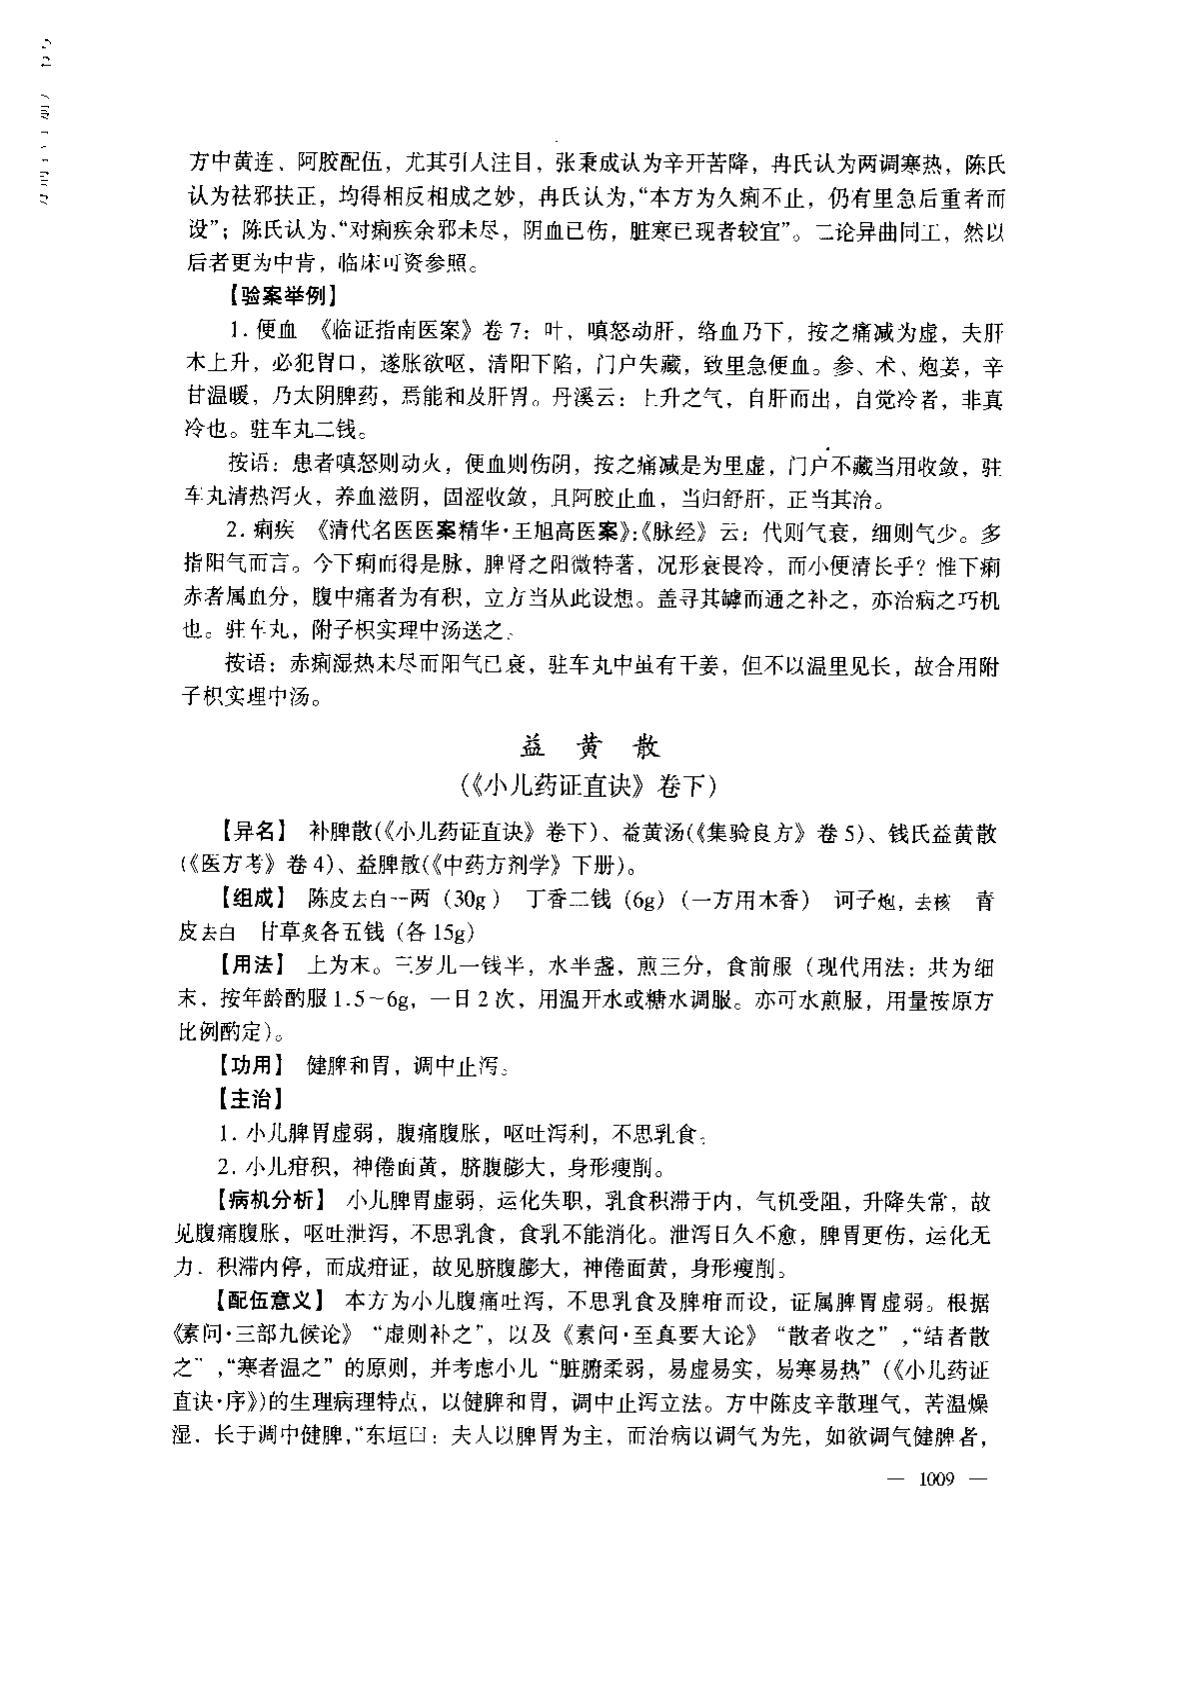 方中黄连、阿胶配伍，尤其引人注目，张秉成认为辛开苦降，冉氏认为两调寒热，陈氏
认为祛邪扶正，均得相反相成之妙，冉氏认为，“本方为久痢不止，仍有里急后重者而
设”；陈氏认为，“对痢疾余邪未尽，阴血已伤，脏寒已现者较宜”。二论异曲同工，然以
后者更为中肯，临床可资参照。
【验案举例】
1. 便血 《临证指南医案》卷 7：叶，嗔怒动肝，络血乃下，按之痛减为虚，夫肝
木上升，必犯胃口，遂胀欲呕，清阳下陷，门户失藏，致里急便血。参、术、炮姜，辛
甘温暖，乃太阴脾药，焉能和及肝胃。丹溪云：上升之气，自肝而出，自觉冷者，非真
冷也。驻车丸二钱。
按语：患者嗔怒则动火，便血则伤阴，按之痛减是为里虚，门户不藏当用收敛，驻
车丸清热泻火，养血滋阴，固涩收敛，且阿胶止血，当归舒肝，正当其治。
2. 痢疾 《清代名医医案精华·王旭高医案》：《脉经》云：代则气衰，细则气少。多
指阳气而言。今下痢而得是脉，脾肾之阳微特著，况形衰畏冷，而小便清长乎？惟下痢
赤者属血分，腹中痛者为有积，立方当从此设想。盖寻其罅而通之补之，亦治病之巧机
也。驻车丸，附子枳实理中汤送之。
按语：赤痢湿热未尽而阳气已衰，驻车丸中虽有干姜，但不以温里见长，故合用附
子枳实理中汤。
益 黄 散
（《小儿药证直诀》卷下）
【异名】 补脾散（《小儿药证直诀》卷下）、益黄汤（《集验良方》卷 5）、钱氏益黄散
（《医方考》卷 4）、益脾散（《中药方剂学》下册）。
【组成】 陈皮去白一两（30g） 丁香二钱（6g）（一方用木香） 诃子炮，去核 青
皮去白 甘草炙各五钱（各 15g）
【用法】 上为末。三岁儿一钱半，水半盏，煎三分，食前服（现代用法：共为细
末，按年龄酌服 1.5～6g，一日 2 次，用温开水或糖水调服。亦可水煎服，用量按原方
比例酌定）。
【功用】 健脾和胃，调中止泻。
【主治】
1. 小儿脾胃虚弱，腹痛腹胀，呕吐泻利，不思乳食。
2. 小儿疳积，神倦面黄，脐腹膨大，身形瘦削。
【病机分析】 小儿脾胃虚弱，运化失职，乳食积滞于内，气机受阻，升降失常，故
见腹痛腹胀，呕吐泄泻，不思乳食，食乳不能消化。泄泻日久不愈，脾胃更伤，运化无
力，积滞内停，而成疳证，故见脐腹膨大，神倦面黄，身形瘦削。
【配伍意义】 本方为小儿腹痛吐泻，不思乳食及脾疳而设，证属脾胃虚弱。根据
《素问·三部九候论》 “虚则补之”，以及《素问·至真要大论》 “散者收之”，“结者散
之”，“寒者温之”的原则，并考虑小儿“脏腑柔弱，易虚易实，易寒易热”（《小儿药证
直诀·序》）的生理病理特点，以健脾和胃，调中止泻立法。方中陈皮辛散理气，苦温燥
湿，长于调中健脾，“东垣曰：夫人以脾胃为主，而治病以调气为先，如欲调气健脾者，
— 1009 —